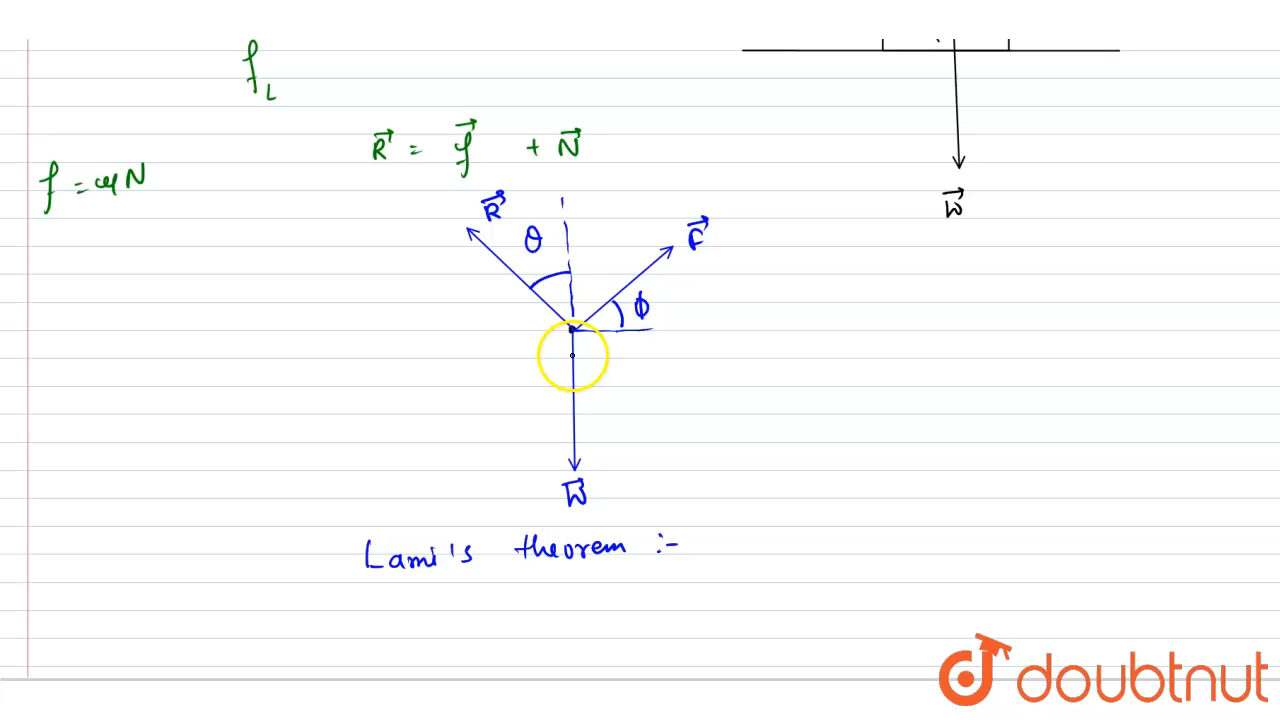 f_L
R⃗ = f⃗ + N⃗
f = μN
W⃗
R⃗
θ
F⃗
ϕ
W⃗
Lami's theorem :-
doubtnut